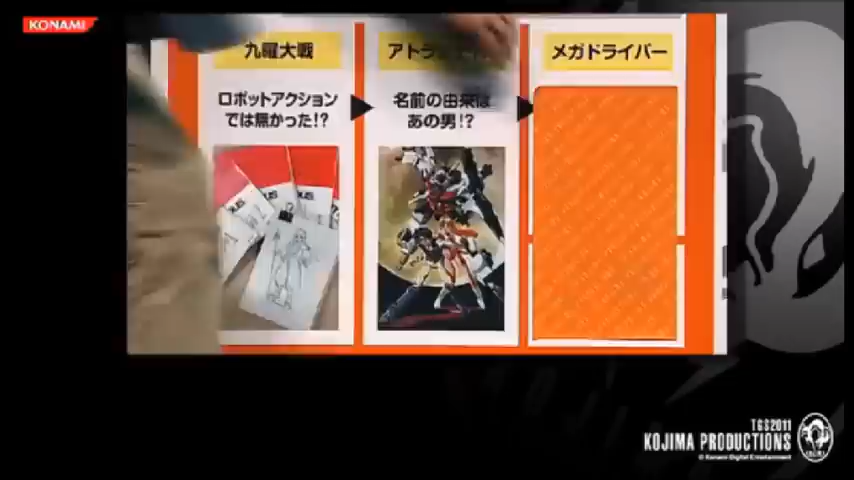 KONAMI
九曜大戦
メガドライバー
ロボットアクション
では無かった!?
名前の由来は
あの男!?
TGS2011
KOJIMA PRODUCTIONS
© Konami Digital Entertainment